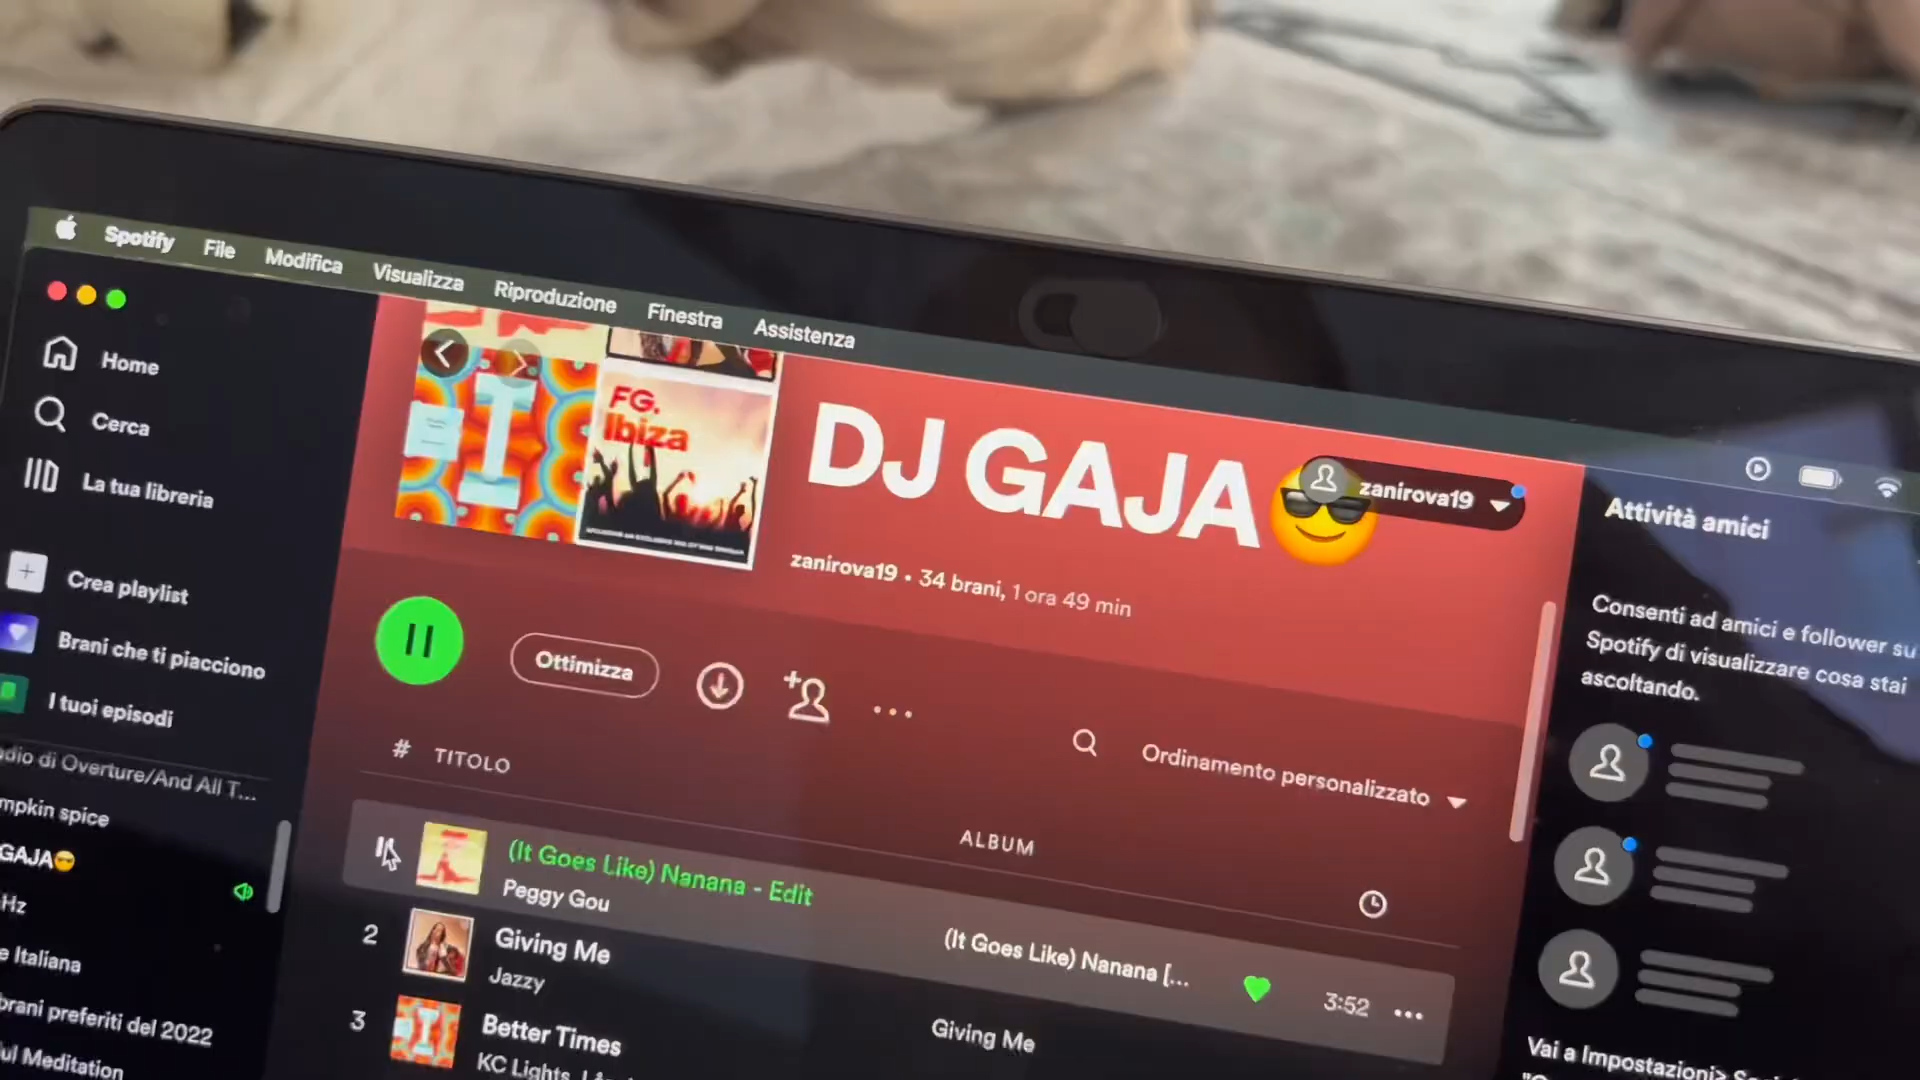 Spotify File Modifica Visualizza Riproduzione Finestra Assistenza
Home
Cerca
La tua libreria
Crea playlist
Brani che ti piacciono
I tuoi episodi
di Overture/And All T...
spice
GAJA😎
Hz
Italiana
brani preferiti del 2022
Meditation
FG.
Ibiza
DJ GAJA😎
zanirova19
zanirova19 • 34 brani, 1 ora 49 min
Ottimizza
Ordinamento personalizzato
# TITOLO
ALBUM
(It Goes Like) Nanana - Edit
Peggy Gou
(It Goes Like) Nanana [...
3:52
2
Giving Me
Jazzy
Giving Me
3
Better Times
KC Lights,
Attività amici
Consenti ad amici e follower su
Spotify di visualizzare cosa stai
ascoltando.
Vai a Impostazioni>